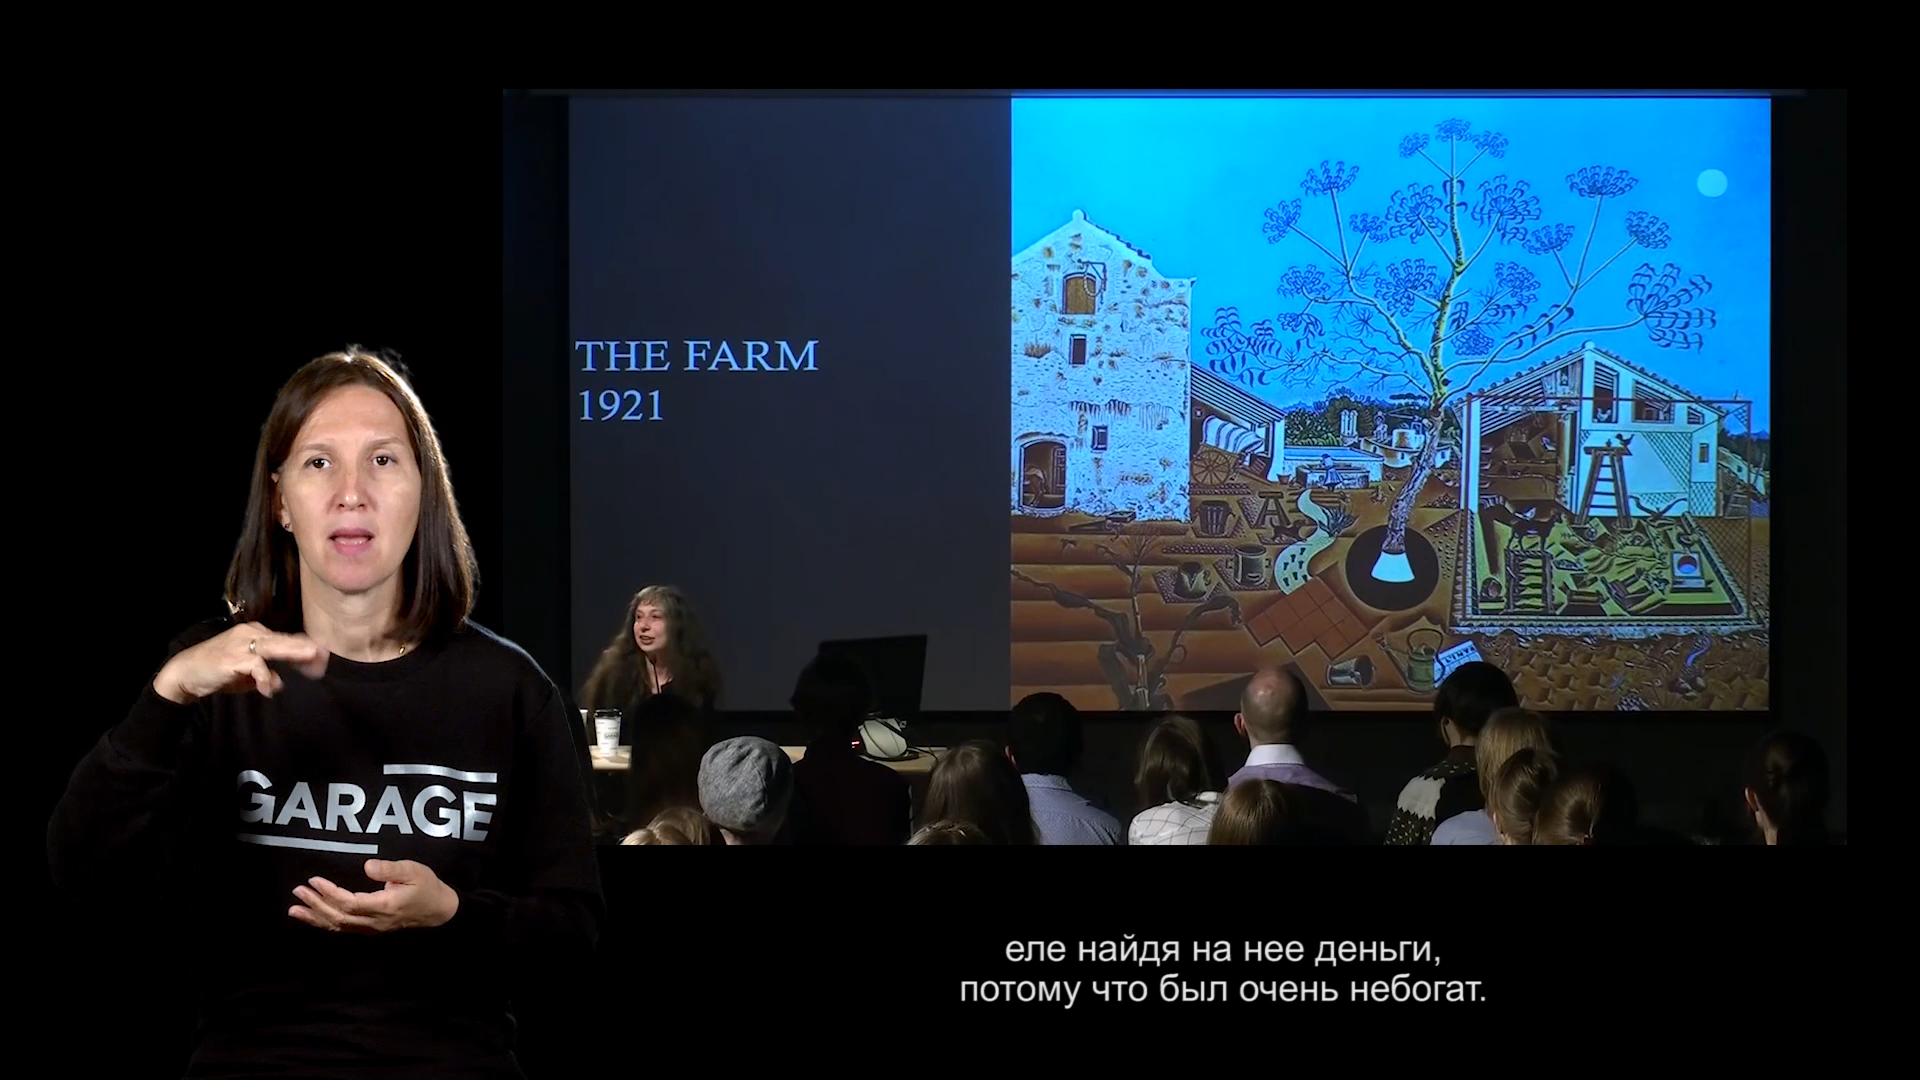 THE FARM
1921
GARAGE
еле найдя на нее деньги,
потому что был очень небогат.